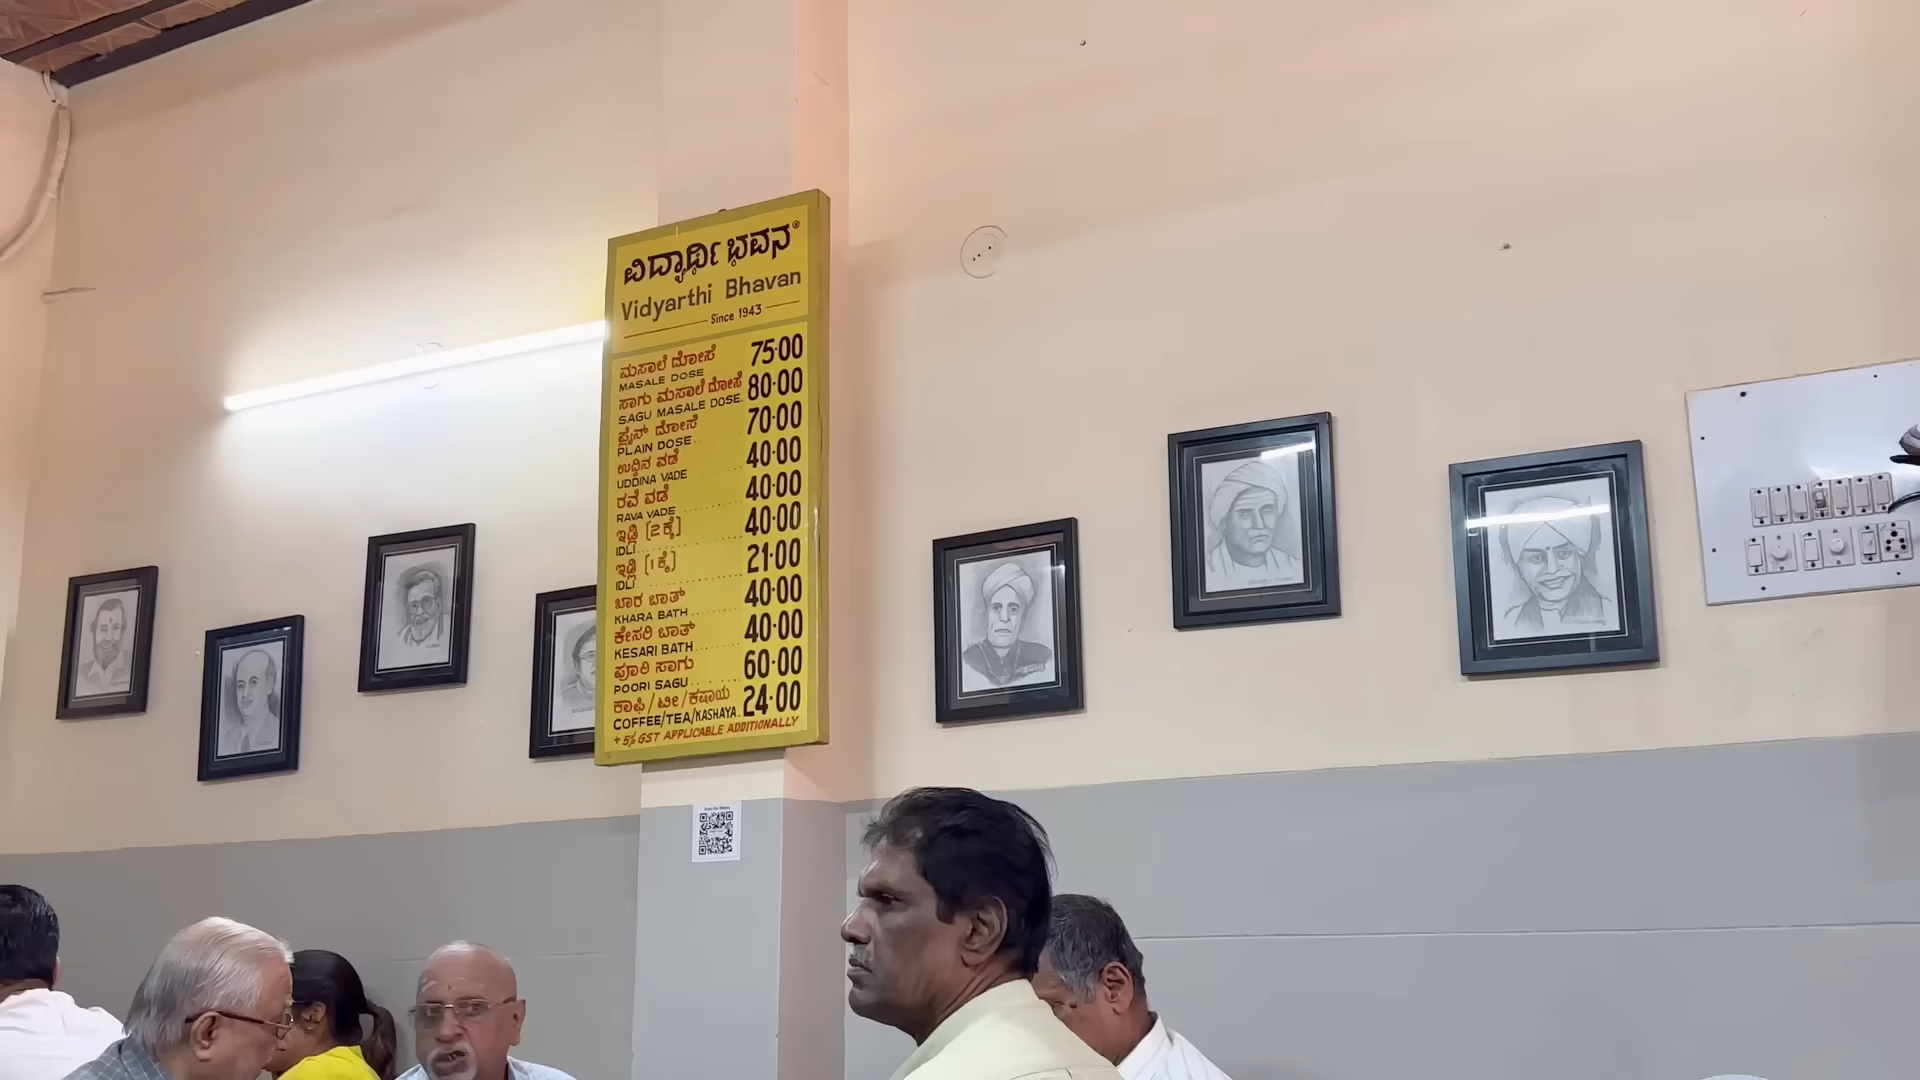 ವಿದ್ಯಾರ್ಥಿ ಭವನ®
Vidyarthi Bhavan
Since 1943
ಮಸಾಲೆ ದೋಸೆ 75·00
MASALE DOSE
ಸಾಗು ಮಸಾಲೆ ದೋಸೆ 80·00
SAGU MASALE DOSE.
ಪ್ಲೈನ್ ದೋಸೆ 70·00
PLAIN DOSE
ಉದ್ದಿನ ವಡೆ 40·00
UDDINA VADE
ರವೆ ವಡೆ 40·00
RAVA VADE
ಇಡ್ಲಿ [2ಕ್ಕೆ] 40·00
IDLI
ಇಡ್ಲಿ [1ಕ್ಕೆ] 21·00
IDLI
ಖಾರ ಬಾತ್ 40·00
KHARA BATH
ಕೇಸರಿ ಬಾತ್ 40·00
KESARI BATH
ಪೂರಿ ಸಾಗು 60·00
POORI SAGU
ಕಾಫಿ/ಟೀ/ಕಷಾಯ 24·00
COFFEE/TEA/KASHAYA.
+ 5% GST APPLICABLE ADDITIONALLY